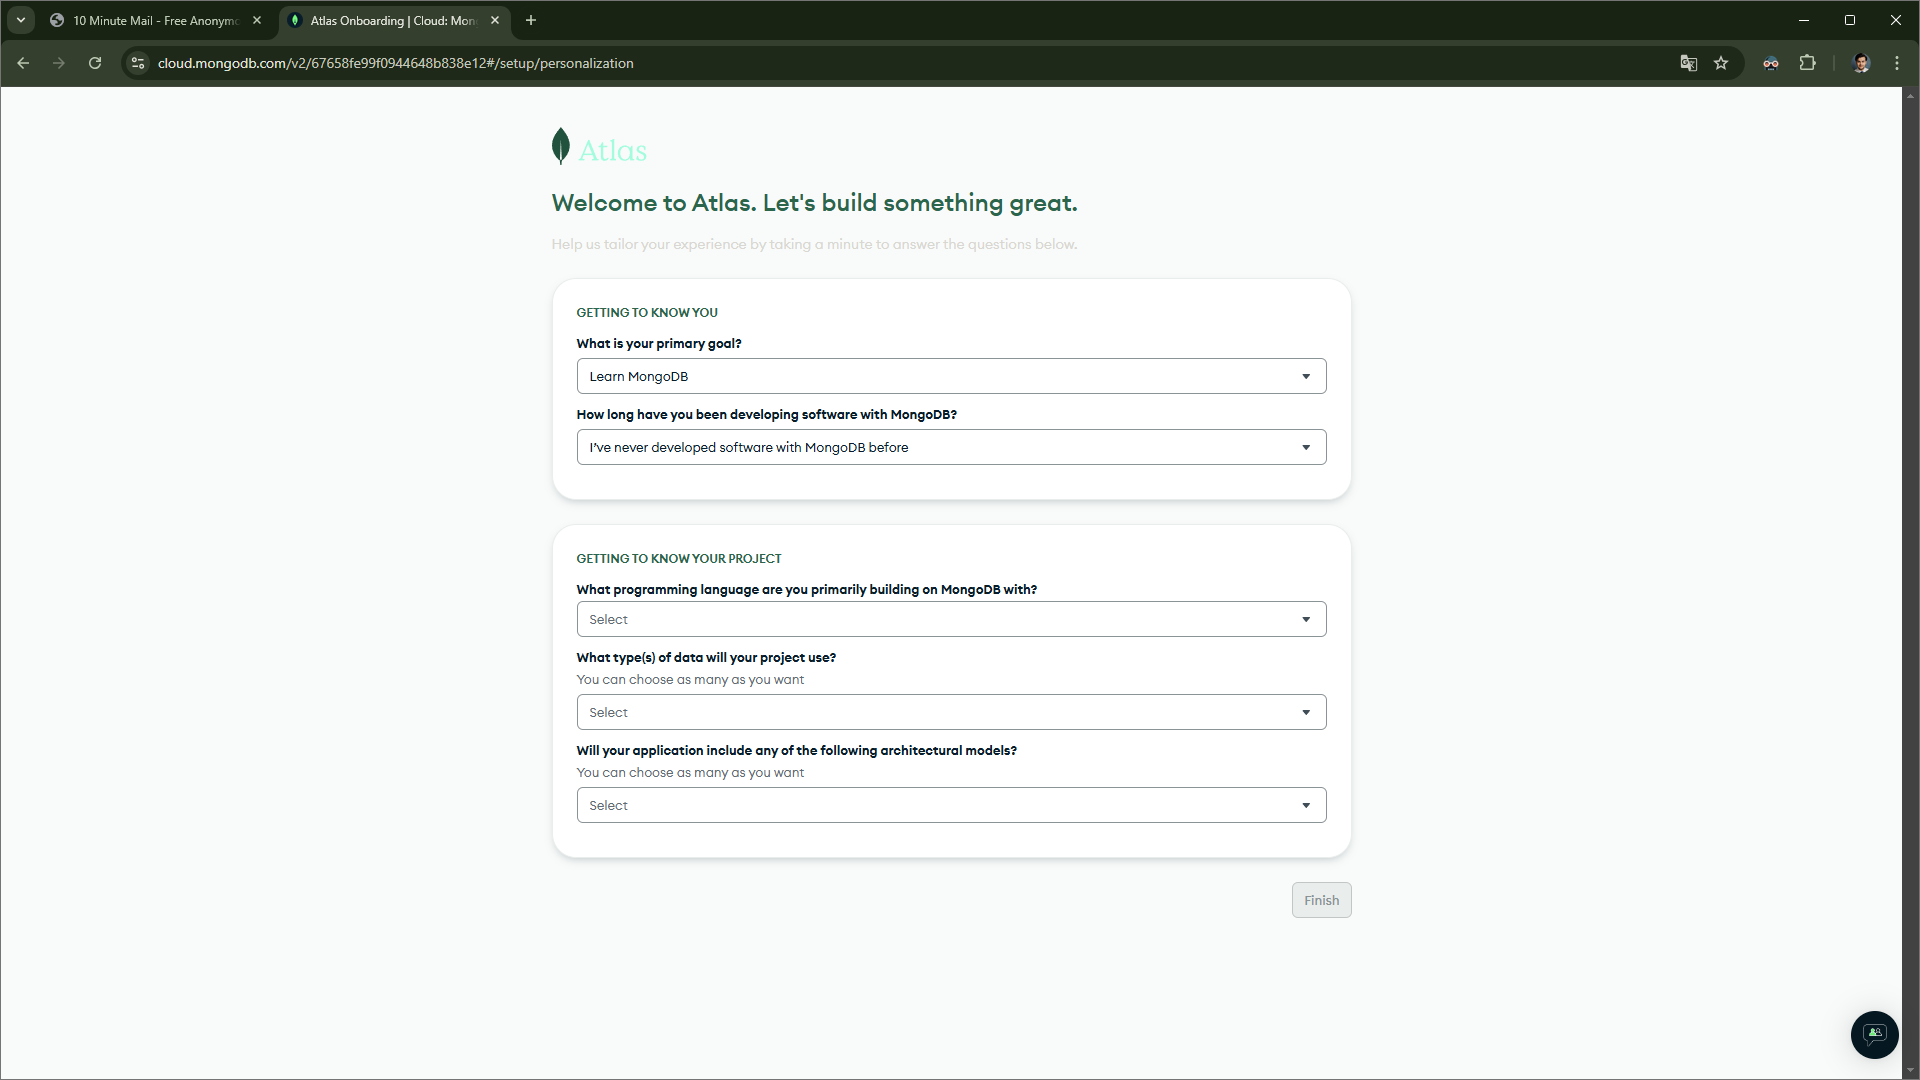 10 Minute Mail - Free Anonymo
Atlas Onboarding | Cloud: Mon
cloud.mongodb.com/v2/67658fe99f0944648b838e12#/setup/personalization
Atlas
Welcome to Atlas. Let's build something great.
Help us tailor your experience by taking a minute to answer the questions below.
GETTING TO KNOW YOU
What is your primary goal?
Learn MongoDB
How long have you been developing software with MongoDB?
I've never developed software with MongoDB before
GETTING TO KNOW YOUR PROJECT
What programming language are you primarily building on MongoDB with?
Select
What type(s) of data will your project use?
You can choose as many as you want
Select
Will your application include any of the following architectural models?
You can choose as many as you want
Select
Finish